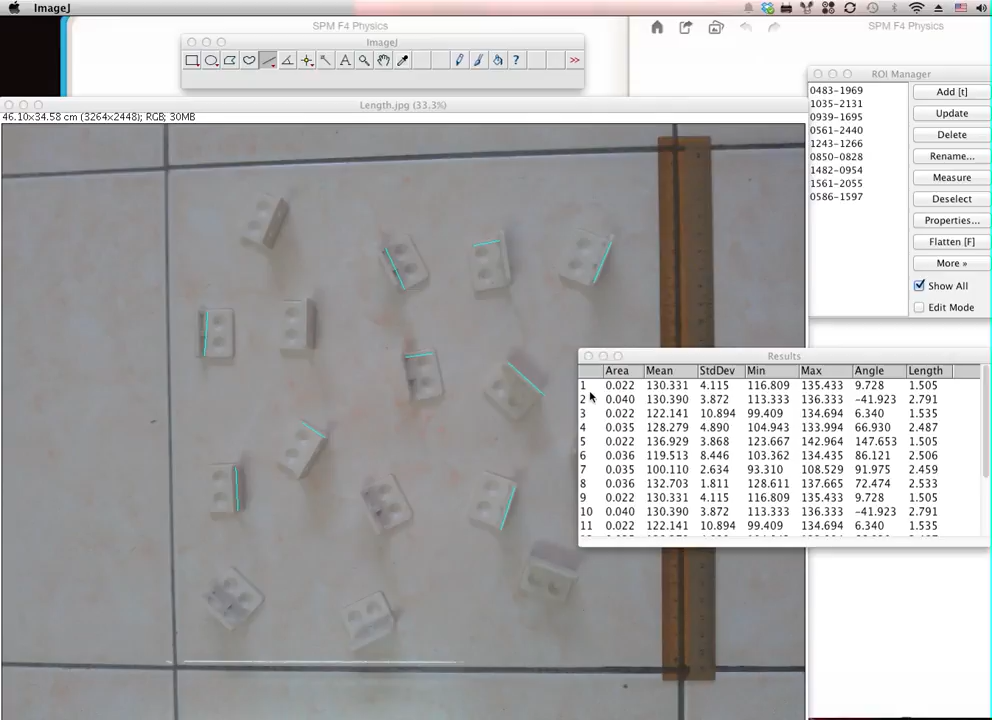 ImageJ
SPM F4 Physics
SPM F4 Physics
ImageJ
A
?
>>
Length.jpg (33.3%)
46.10x34.58 cm (3264x2448); RGB; 30MB
ROI Manager
0483-1969
1035-2131
0939-1695
0561-2440
1243-1266
0850-0828
1482-0954
1561-2055
0586-1597
Add [t]
Update
Delete
Rename...
Measure
Deselect
Properties...
Flatten [F]
More »
Show All
Edit Mode
Results
Area Mean StdDev Min Max Angle Length
1 0.022 130.331 4.115 116.809 135.433 9.728 1.505
2 0.040 130.390 3.872 113.333 136.333 −41.923 2.791
3 0.022 122.141 10.894 99.409 134.694 6.340 1.535
4 0.035 128.279 4.890 104.943 133.994 66.930 2.487
5 0.022 136.929 3.868 123.667 142.964 147.653 1.505
6 0.036 119.513 8.446 103.362 134.435 86.121 2.506
7 0.035 100.110 2.634 93.310 108.529 91.975 2.459
8 0.036 132.703 1.811 128.611 137.665 72.474 2.533
9 0.022 130.331 4.115 116.809 135.433 9.728 1.505
10 0.040 130.390 3.872 113.333 136.333 −41.923 2.791
11 0.022 122.141 10.894 99.409 134.694 6.340 1.535